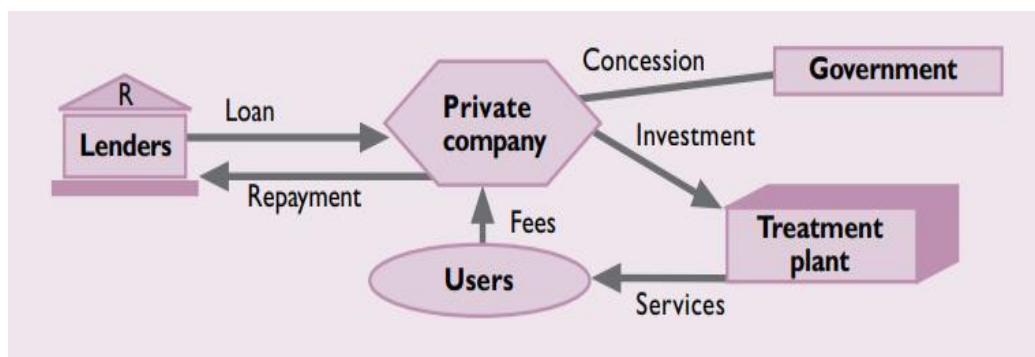 R
Lenders
Loan
Repayment
Private
company
Concession
Government
Investment
Fees
Users
Treatment
plant
Services